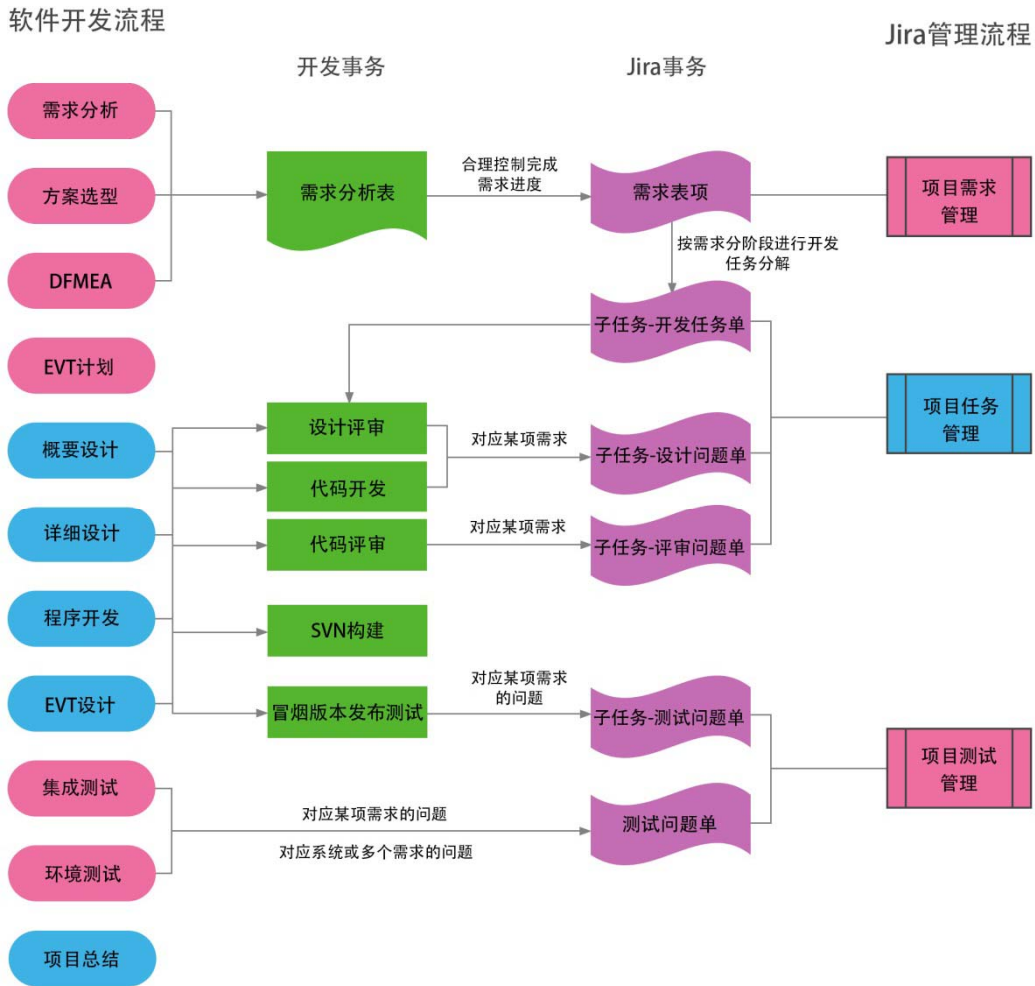 软件开发流程
Jira管理流程
开发事务
Jira事务
需求分析
方案选型
DFMEA
EVT计划
概要设计
详细设计
程序开发
EVT设计
集成测试
环境测试
项目总结
需求分析表
合理控制完成
需求进度
需求表项
项目需求
管理
按需求分阶段进行开发
任务分解
子任务-开发任务单
设计评审
代码开发
对应某项需求
子任务-设计问题单
项目任务
管理
代码评审
对应某项需求
子任务-评审问题单
SVN构建
冒烟版本发布测试
对应某项需求
的问题
子任务-测试问题单
项目测试
管理
对应某项需求的问题
对应系统或多个需求的问题
测试问题单